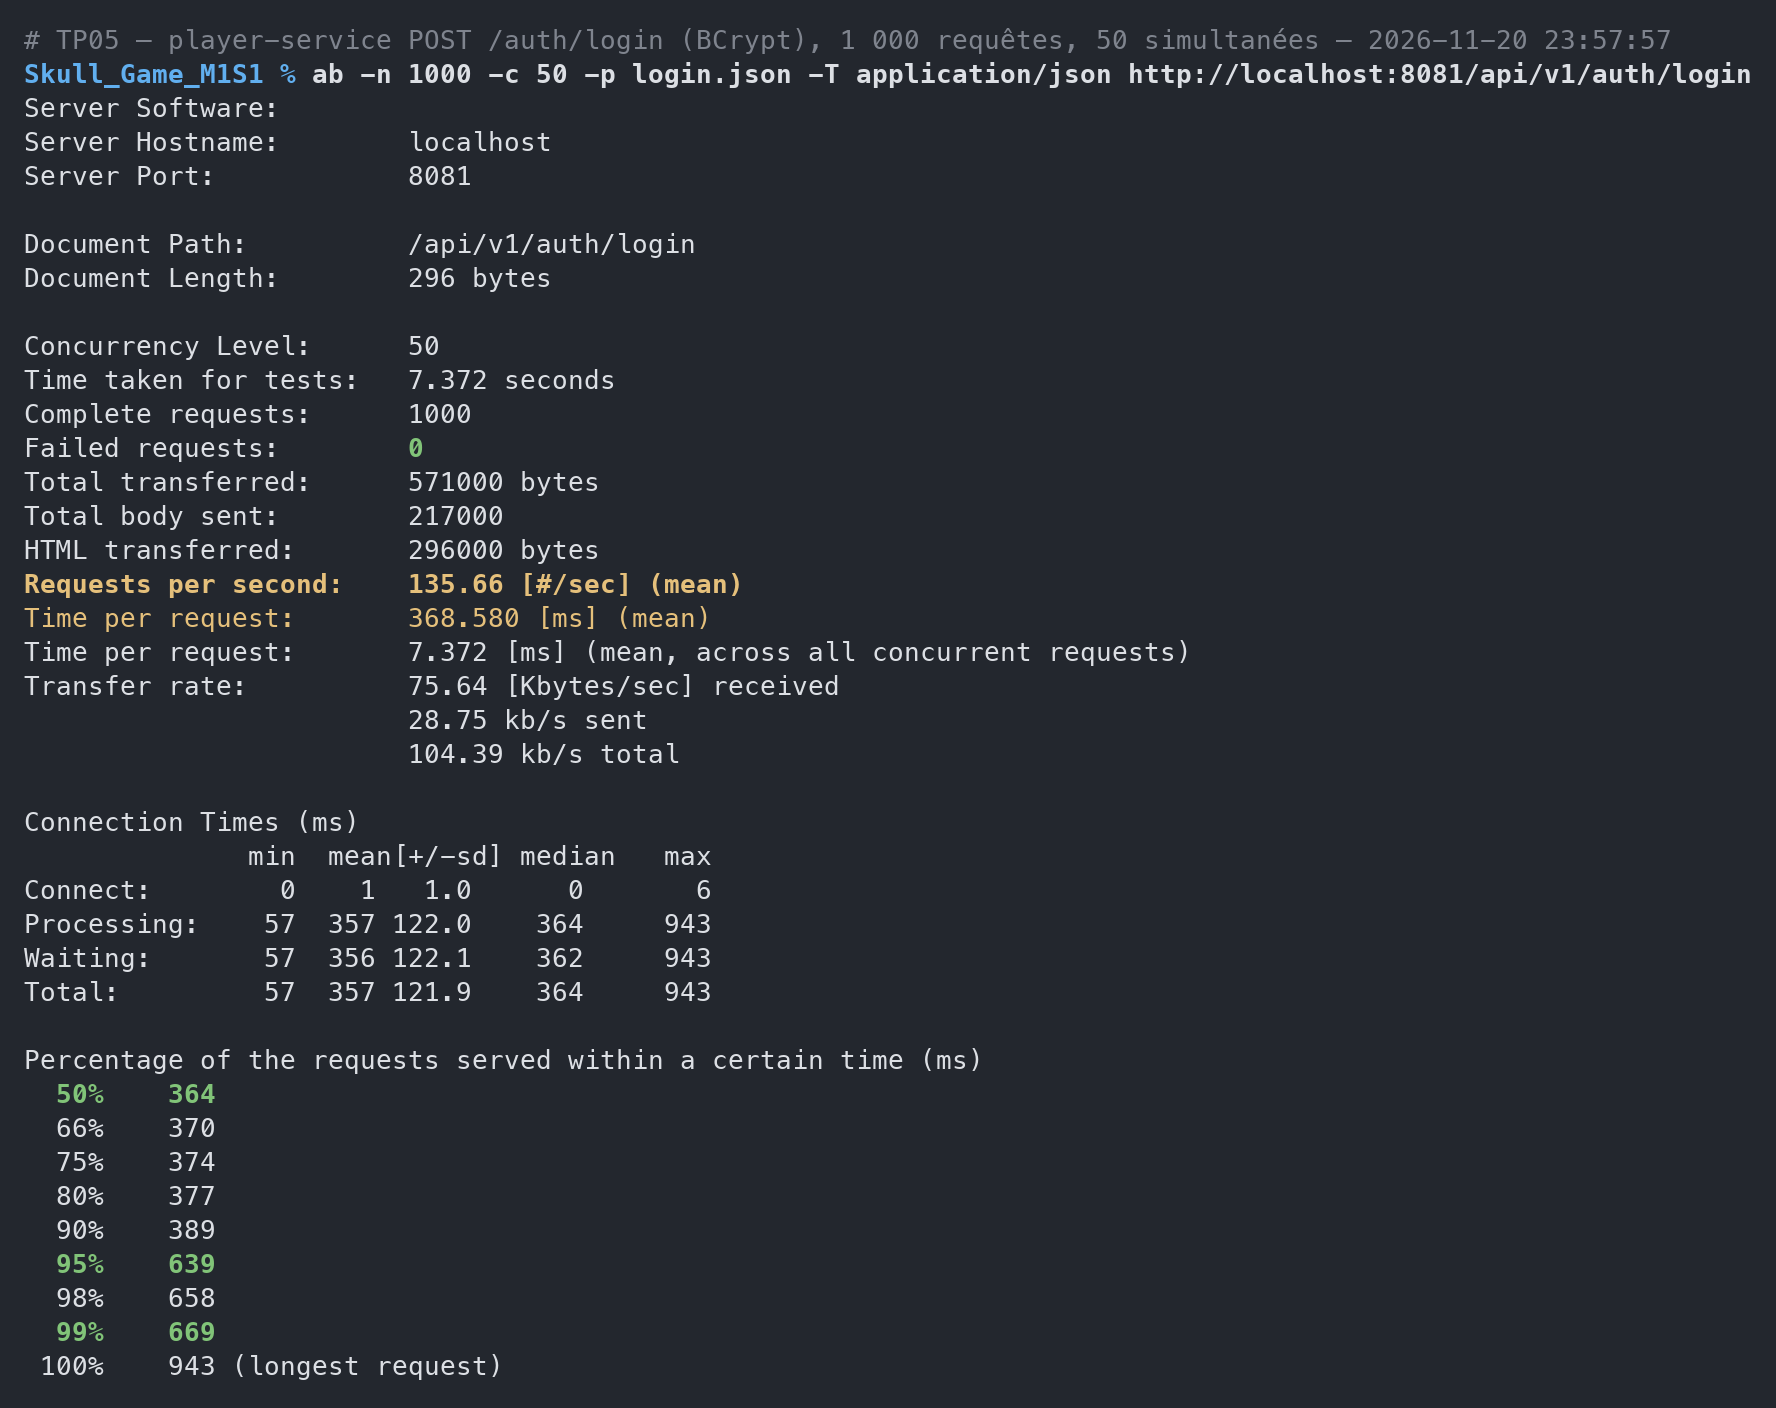 # TP05 — player-service POST /auth/login (BCrypt), 1 000 requêtes, 50 simultanées — 2026-11-20 23:57:57
Skull_Game_M1S1 % ab -n 1000 -c 50 -p login.json -T application/json http://localhost:8081/api/v1/auth/login
Server Software:
Server Hostname:        localhost
Server Port:            8081

Document Path:          /api/v1/auth/login
Document Length:        296 bytes

Concurrency Level:      50
Time taken for tests:   7.372 seconds
Complete requests:      1000
Failed requests:        0
Total transferred:      571000 bytes
Total body sent:        217000
HTML transferred:       296000 bytes
Requests per second:    135.66 [#/sec] (mean)
Time per request:       368.580 [ms] (mean)
Time per request:       7.372 [ms] (mean, across all concurrent requests)
Transfer rate:          75.64 [Kbytes/sec] received
                        28.75 kb/s sent
                        104.39 kb/s total

Connection Times (ms)
              min  mean[+/-sd] median   max
Connect:        0    1   1.0      0       6
Processing:    57  357 122.0    364     943
Waiting:       57  356 122.1    362     943
Total:         57  357 121.9    364     943

Percentage of the requests served within a certain time (ms)
  50%    364
  66%    370
  75%    374
  80%    377
  90%    389
  95%    639
  98%    658
  99%    669
 100%    943 (longest request)